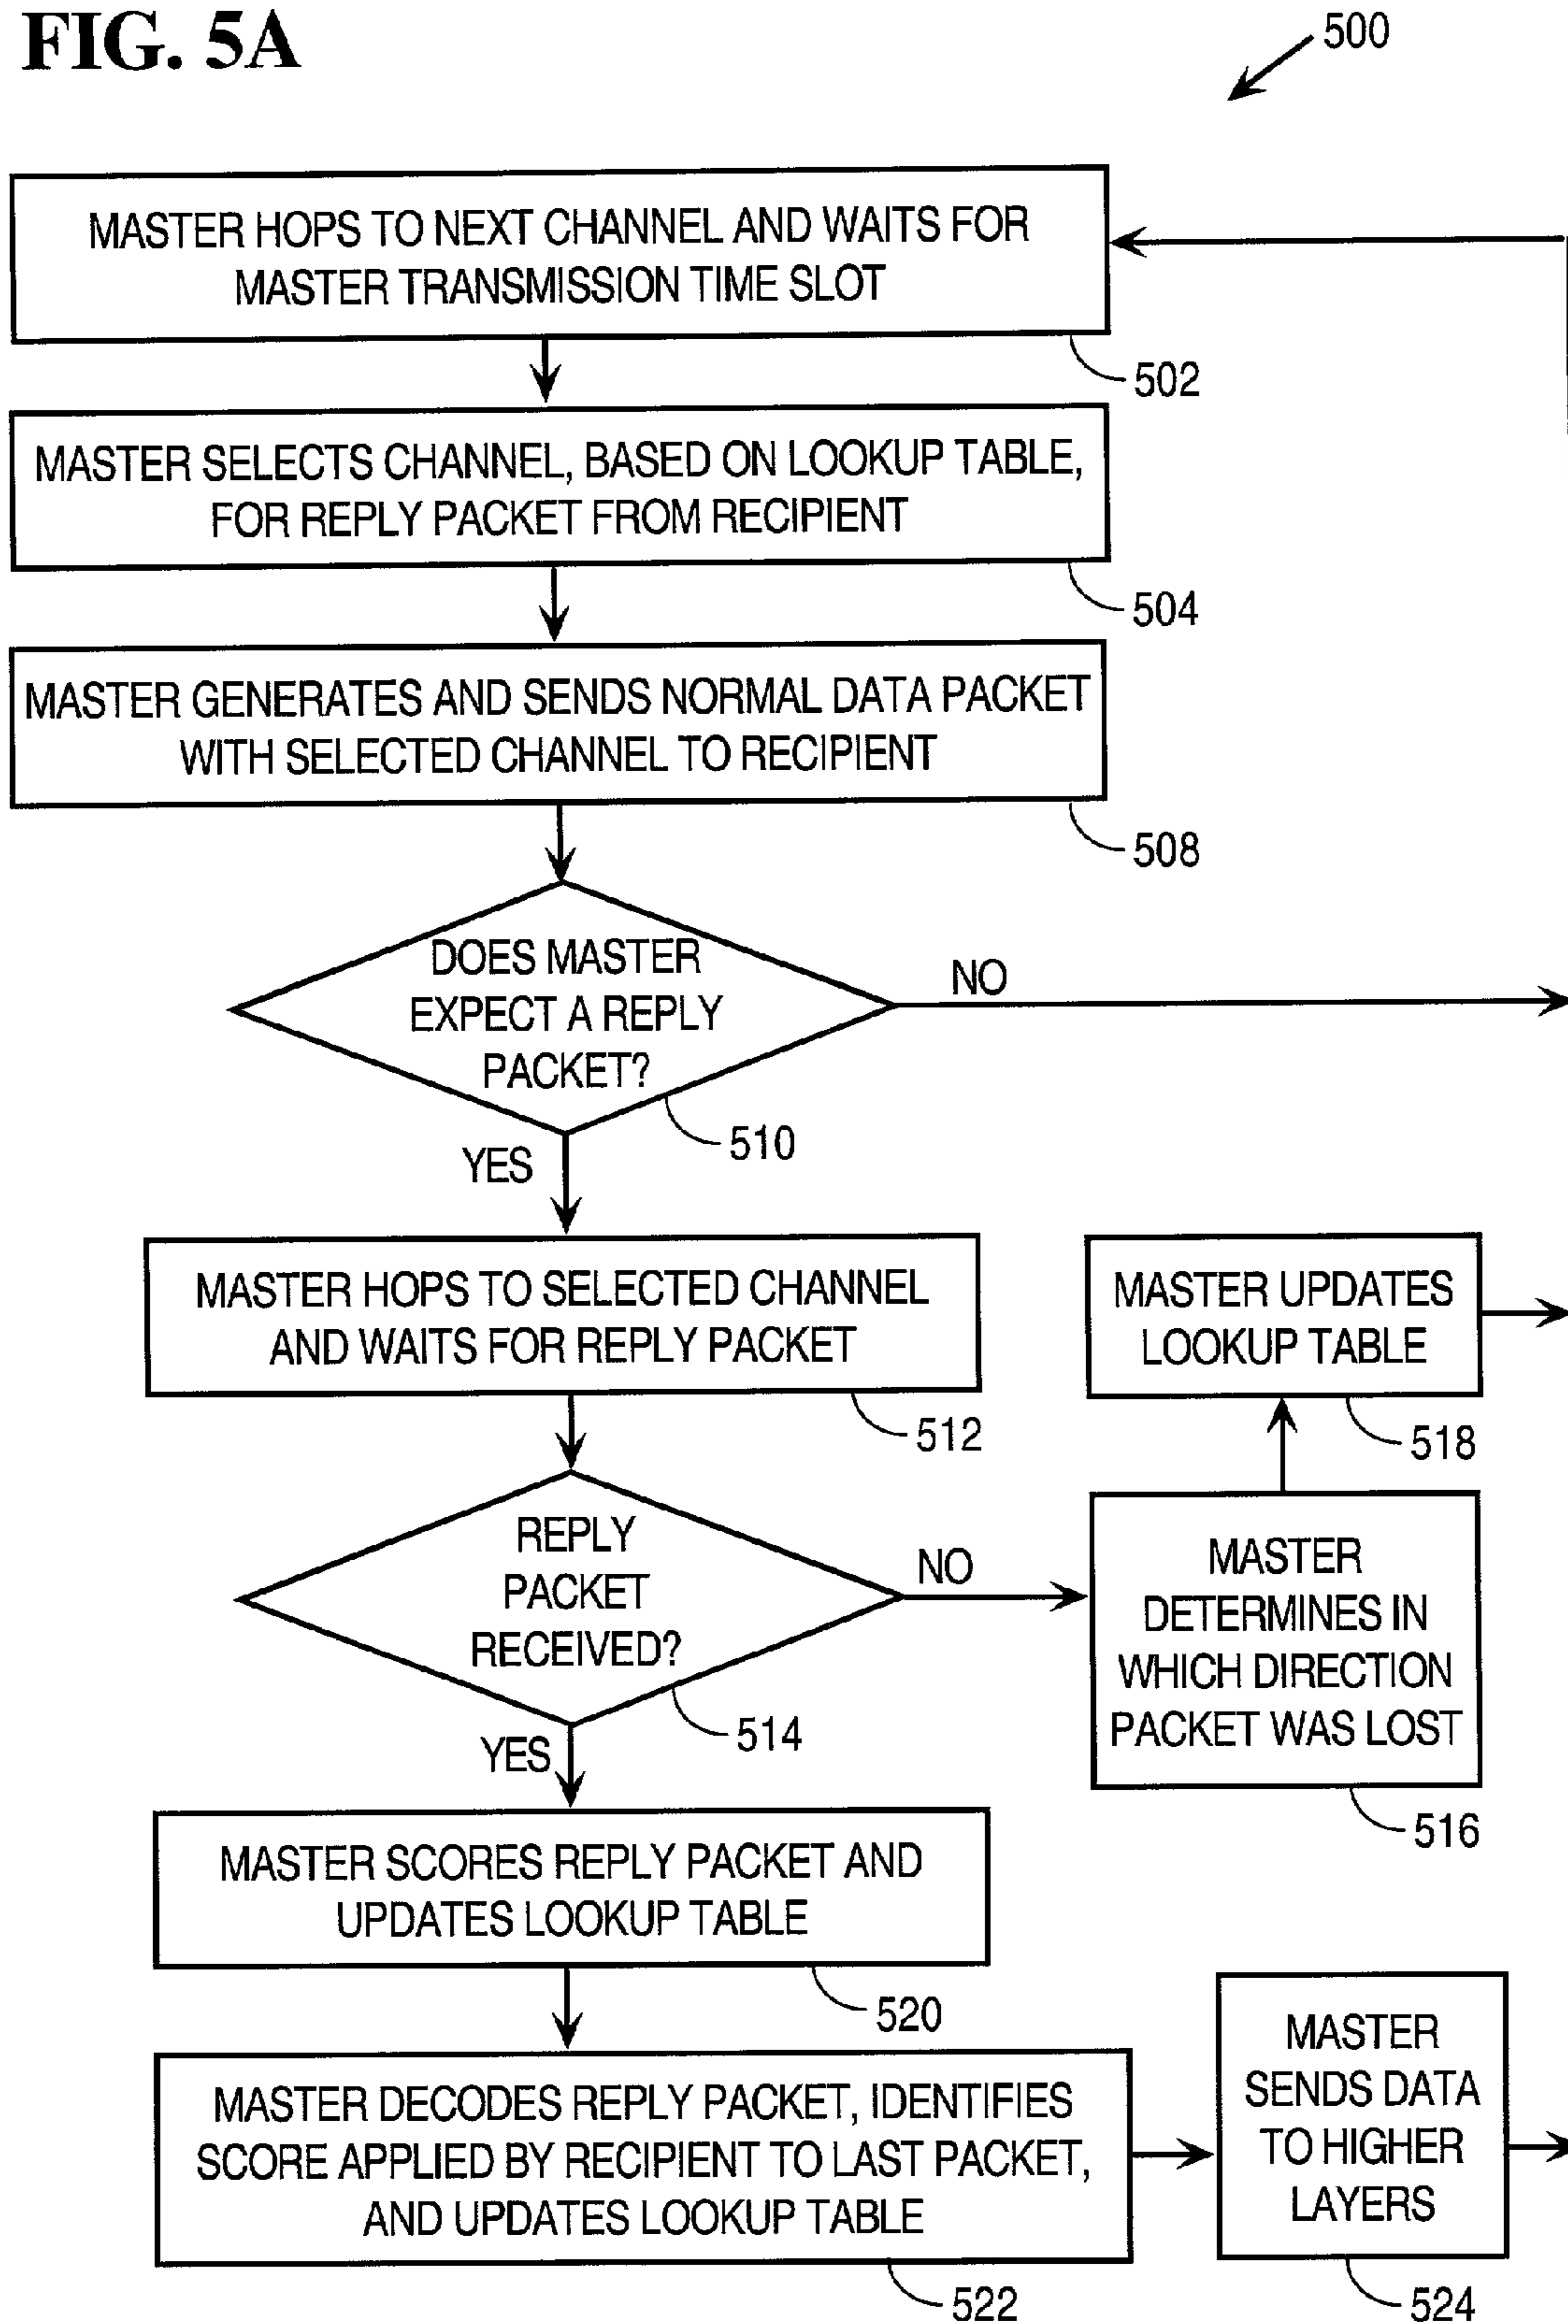 FIG. 5A
500
MASTER HOPS TO NEXT CHANNEL AND WAITS FOR
MASTER TRANSMISSION TIME SLOT
502
MASTER SELECTS CHANNEL, BASED ON LOOKUP TABLE,
FOR REPLY PACKET FROM RECIPIENT
504
MASTER GENERATES AND SENDS NORMAL DATA PACKET
WITH SELECTED CHANNEL TO RECIPIENT
508
DOES MASTER
EXPECT A REPLY
PACKET?
NO
510
YES
MASTER HOPS TO SELECTED CHANNEL
AND WAITS FOR REPLY PACKET
512
MASTER UPDATES
LOOKUP TABLE
518
REPLY
PACKET
RECEIVED?
NO
514
YES
MASTER
DETERMINES IN
WHICH DIRECTION
PACKET WAS LOST
516
MASTER SCORES REPLY PACKET AND
UPDATES LOOKUP TABLE
520
MASTER DECODES REPLY PACKET, IDENTIFIES
SCORE APPLIED BY RECIPIENT TO LAST PACKET,
AND UPDATES LOOKUP TABLE
522
MASTER
SENDS DATA
TO HIGHER
LAYERS
524